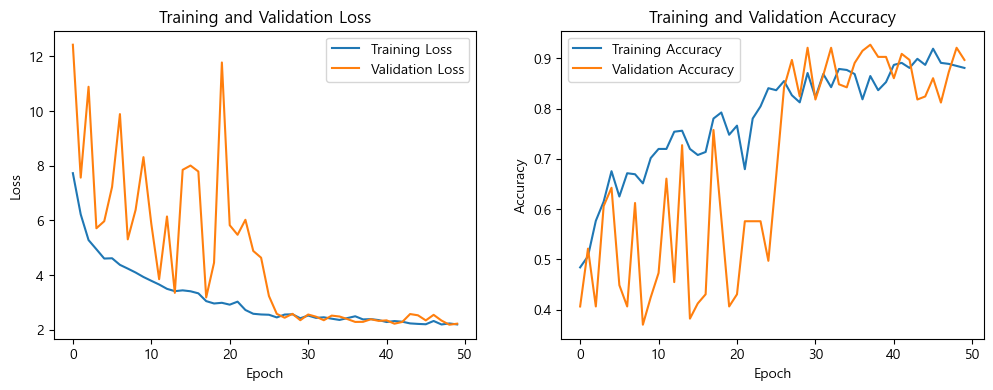 Training and Validation Loss
Training Loss
Validation Loss
12
10
8
6
4
2
Loss
0 10 20 30 40 50
Epoch
Training and Validation Accuracy
Training Accuracy
Validation Accuracy
0.9
0.8
0.7
0.6
0.5
0.4
Accuracy
0 10 20 30 40 50
Epoch